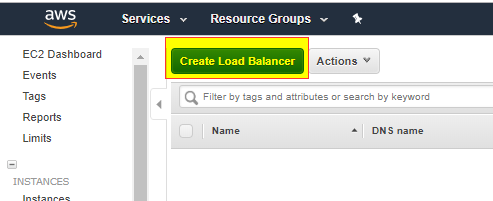 aws
Services
Resource Groups
EC2 Dashboard
Events
Tags
Reports
Limits
INSTANCES
Instances
Create Load Balancer
Actions
Filter by tags and attributes or search by keyword
Name
DNS name